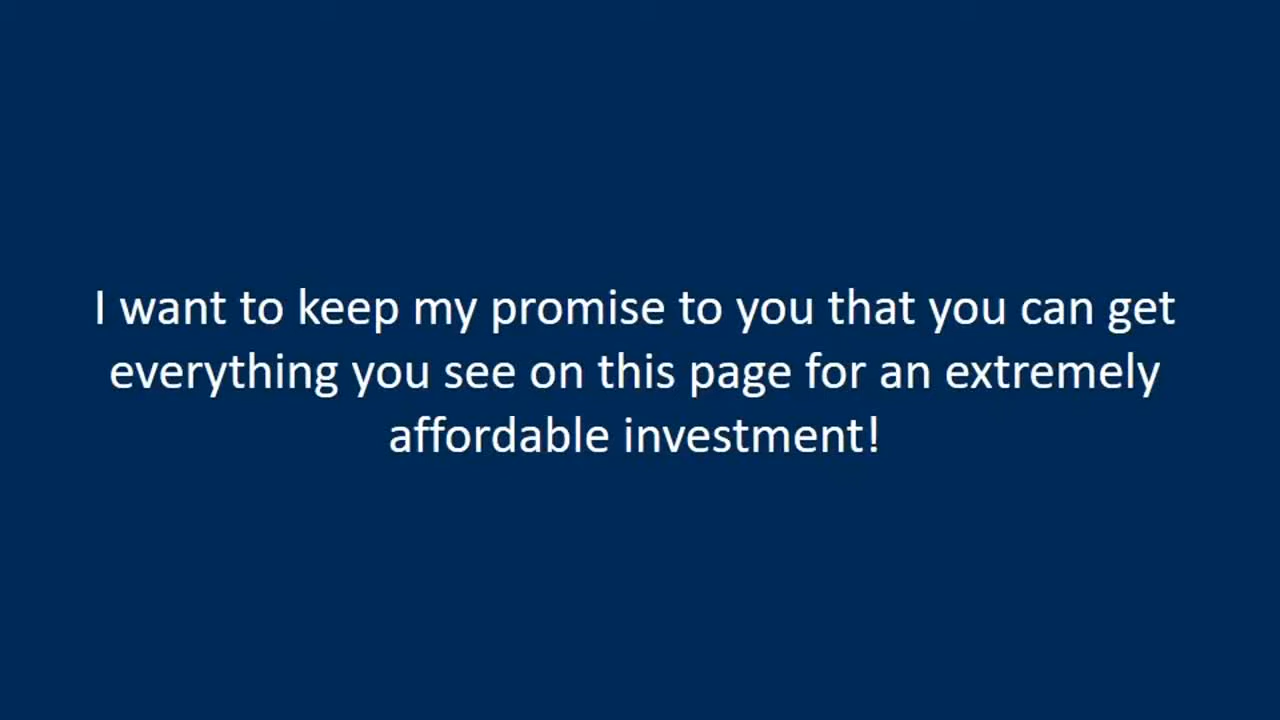 I want to keep my promise to you that you can get
everything you see on this page for an extremely
affordable investment!